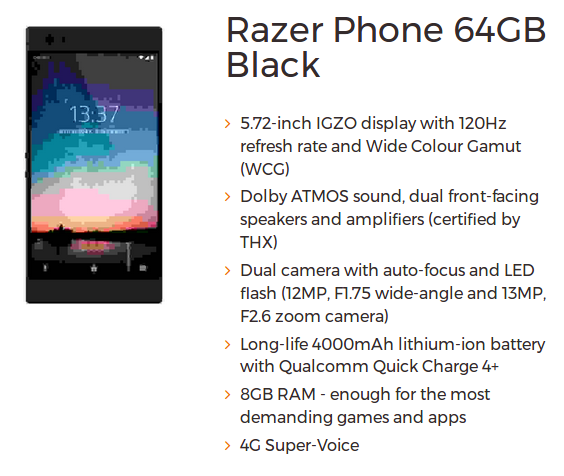 Razer Phone 64GB
Black
13:37
5.72-inch IGZO display with 120Hz
refresh rate and Wide Colour Gamut
(WCG)
Dolby ATMOS sound, dual front-facing
speakers and amplifiers (certified by
THX)
Dual camera with auto-focus and LED
flash (12MP, F1.75 wide-angle and 13MP,
F2.6 zoom camera)
Long-life 4000mAh lithium-ion battery
with Qualcomm Quick Charge 4+
8GB RAM - enough for the most
demanding games and apps
4G Super-Voice